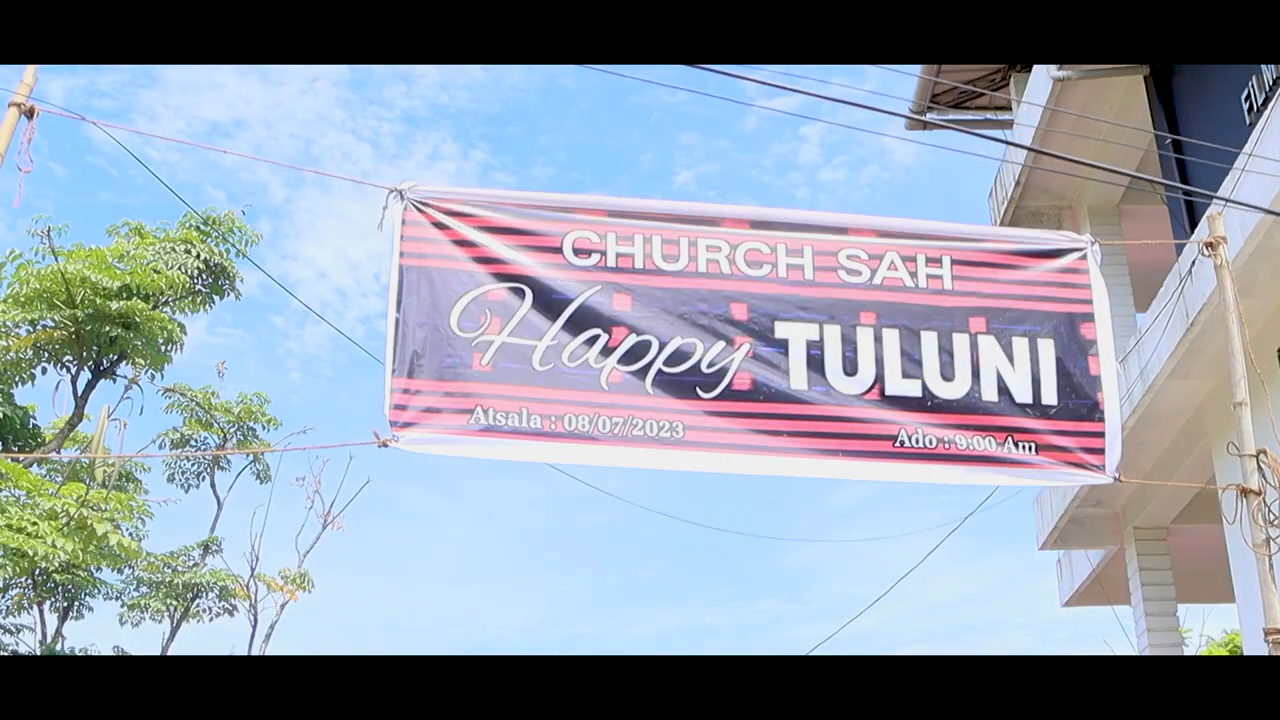 CHURCH SAH
Happy TULUNI
Atsala : 08/07/2023
Ado : 9:00 Am